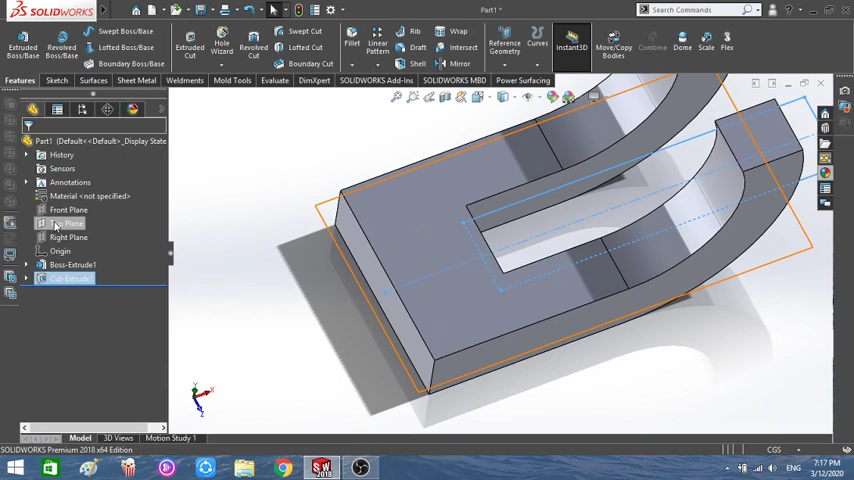 SOLIDWORKS
Part1 *
Search Commands
Extruded Boss/Base
Revolved Boss/Base
Swept Boss/Base
Lofted Boss/Base
Boundary Boss/Base
Extruded Cut
Hole Wizard
Revolved Cut
Swept Cut
Lofted Cut
Boundary Cut
Fillet
Linear Pattern
Rib
Draft
Shell
Wrap
Intersect
Mirror
Reference Geometry
Curves
Instant3D
Move/Copy Bodies
Combine
Dome
Scale
Flex
Features
Sketch
Surfaces
Sheet Metal
Weldments
Mold Tools
Evaluate
DimXpert
SOLIDWORKS Add-Ins
SOLIDWORKS MBD
Power Surfacing
Part1 (Default<<Default>_Display State
History
Sensors
Annotations
Material <not specified>
Front Plane
Top Plane
Right Plane
Origin
Boss-Extrude1
Cut-Extrude1
Y
X
Z
Model
3D Views
Motion Study 1
SOLIDWORKS Premium 2018 x64 Edition
CGS
SW
2018
ENG
7:17 PM
3/12/2020